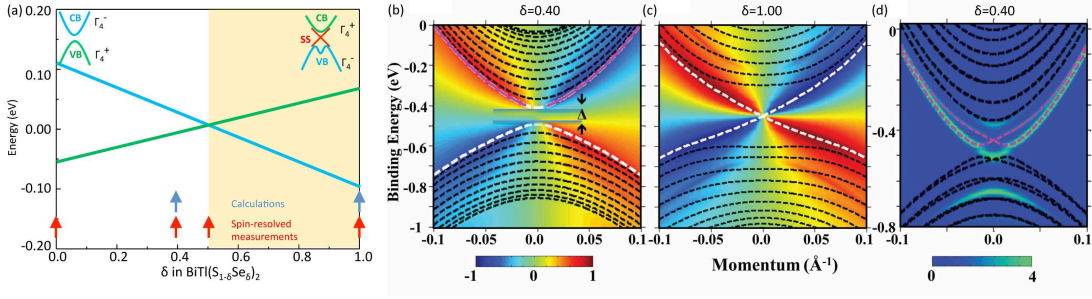 (a)
CB
Γ₄⁻
VB
Γ₄⁺
CB
Γ₄⁺
SS
VB
Γ₄⁻
Energy (eV)
0.20
0.10
0.00
-0.10
-0.20
Calculations
Spin-resolved
measurements
0.0 0.2 0.4 0.6 0.8 1.0
δ in BiTl(S₁₋δSeδ)₂
(b)
δ=0.40
Binding Energy (eV)
0
-0.2
-0.4
-0.6
-0.8
-1
Δ
-0.1 -0.05 0.0 0.05 0.1
-1 1
(c)
δ=1.00
-0.1 -0.05 0.0 0.05 0.1
Momentum (Å⁻¹)
(d)
δ=0.40
0
-0.4
-0.8
-0.1 0.0 0.1
0 4